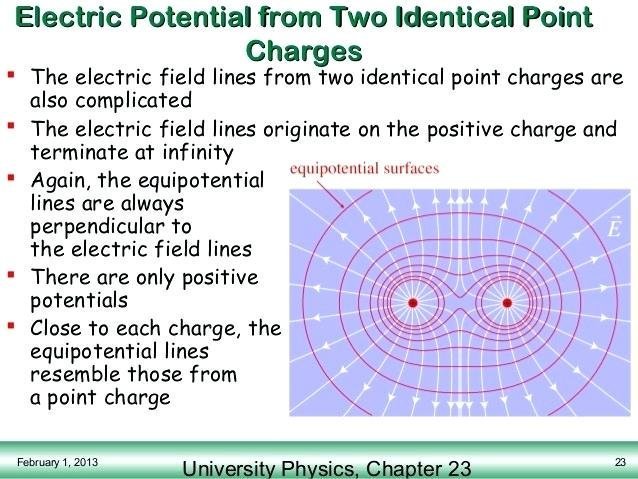 Electric Potential from Two Identical Point
Charges
▪ The electric field lines from two identical point charges are
also complicated
▪ The electric field lines originate on the positive charge and
terminate at infinity
▪ Again, the equipotential
lines are always
perpendicular to
the electric field lines
▪ There are only positive
potentials
▪ Close to each charge, the
equipotential lines
resemble those from
a point charge
equipotential surfaces
E⃗
February 1, 2013
University Physics, Chapter 23
23